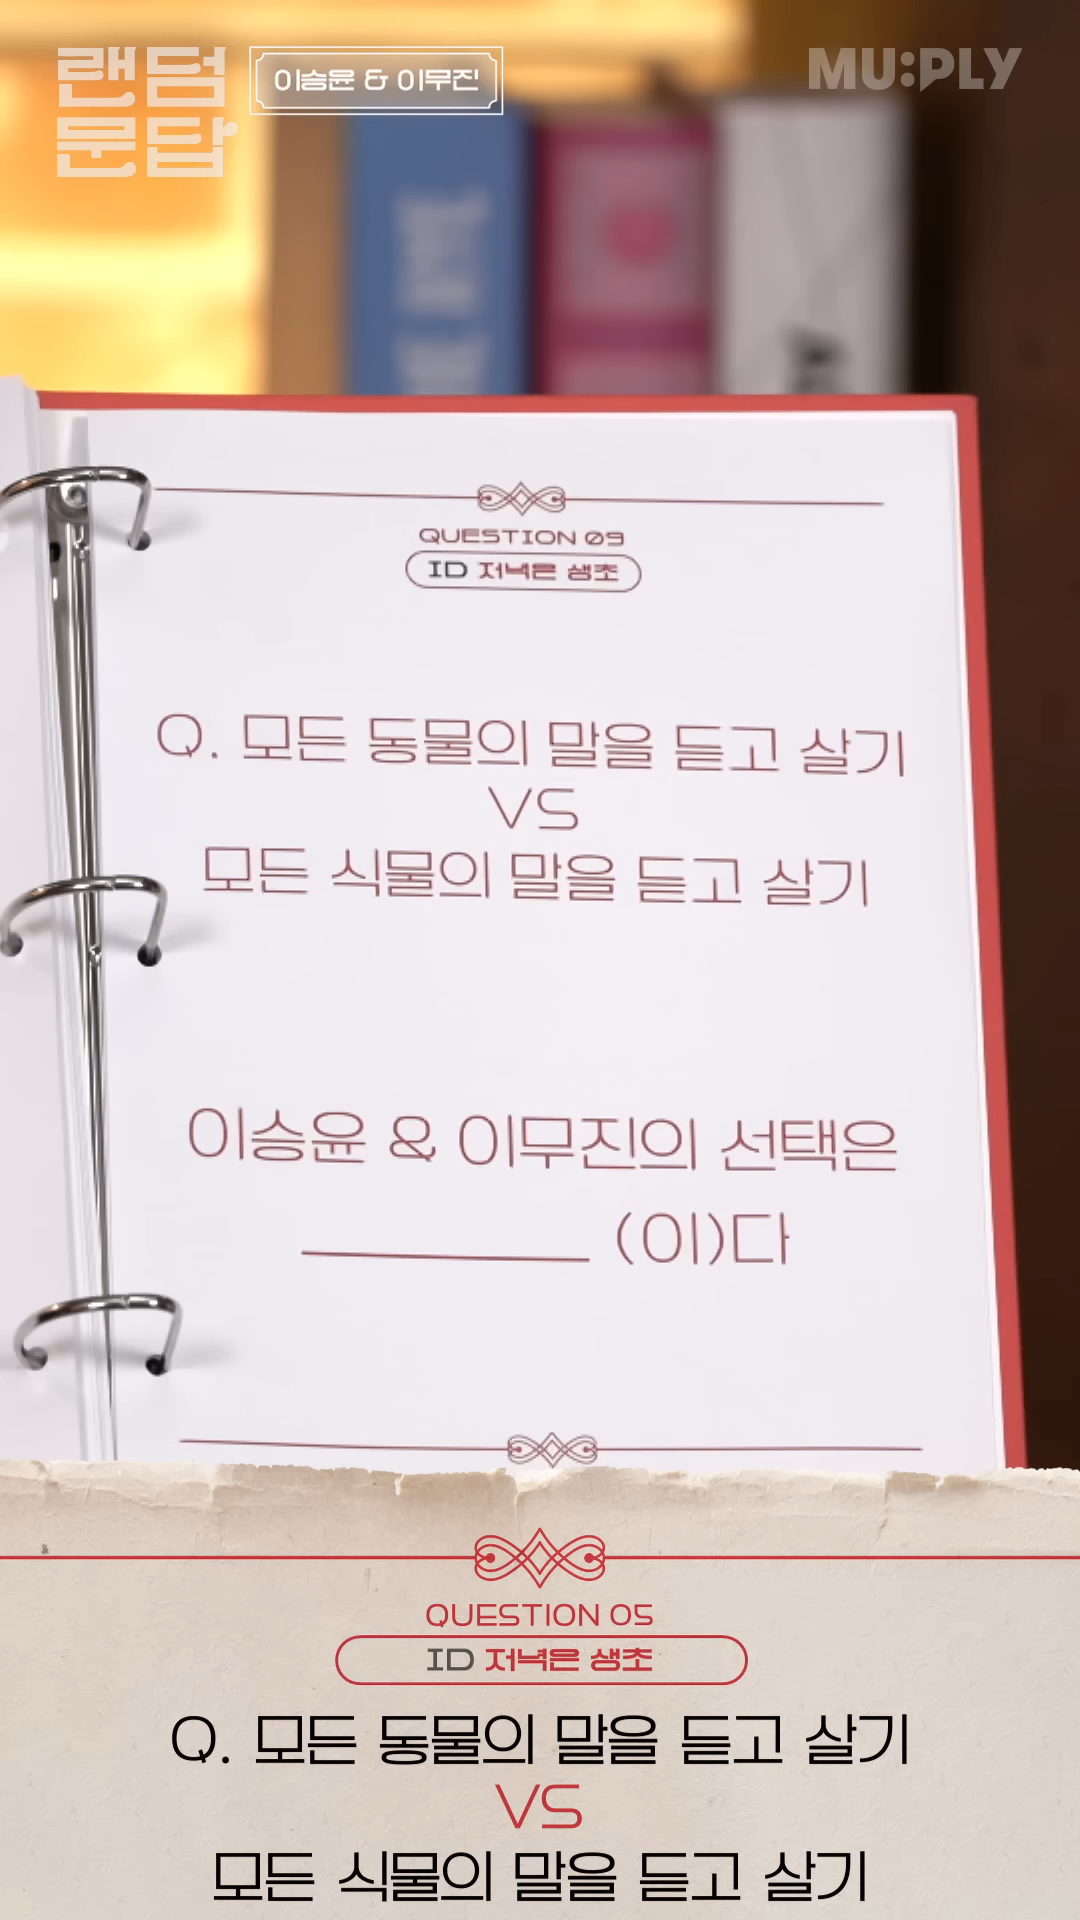 랜덤
문답
이승윤 & 이무진
MU:PLY
QUESTION 09
ID 저녁은 생초
Q. 모든 동물의 말을 듣고 살기
VS
모든 식물의 말을 듣고 살기
이승윤 & 이무진의 선택은
(이)다
QUESTION 05
ID 저녁은 생초
Q. 모든 동물의 말을 듣고 살기
VS
모든 식물의 말을 듣고 살기